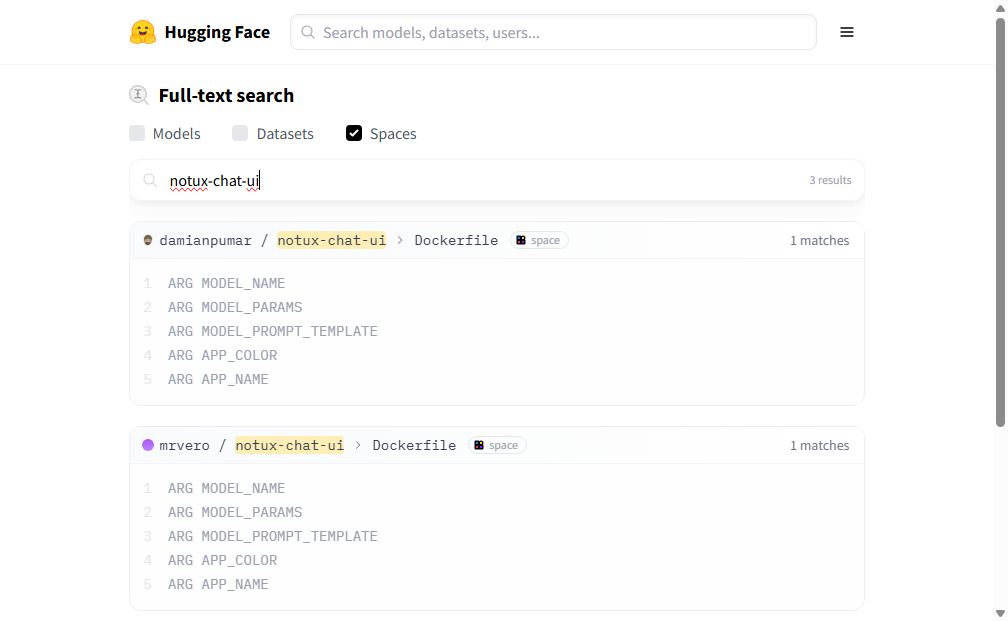 Hugging Face
Search models, datasets, users...
Full-text search
Models Datasets Spaces
notux-chat-ui 3 results
damianpumar / notux-chat-ui > Dockerfile space 1 matches
1 ARG MODEL_NAME
2 ARG MODEL_PARAMS
3 ARG MODEL_PROMPT_TEMPLATE
4 ARG APP_COLOR
5 ARG APP_NAME
mrvero / notux-chat-ui > Dockerfile space 1 matches
1 ARG MODEL_NAME
2 ARG MODEL_PARAMS
3 ARG MODEL_PROMPT_TEMPLATE
4 ARG APP_COLOR
5 ARG APP_NAME